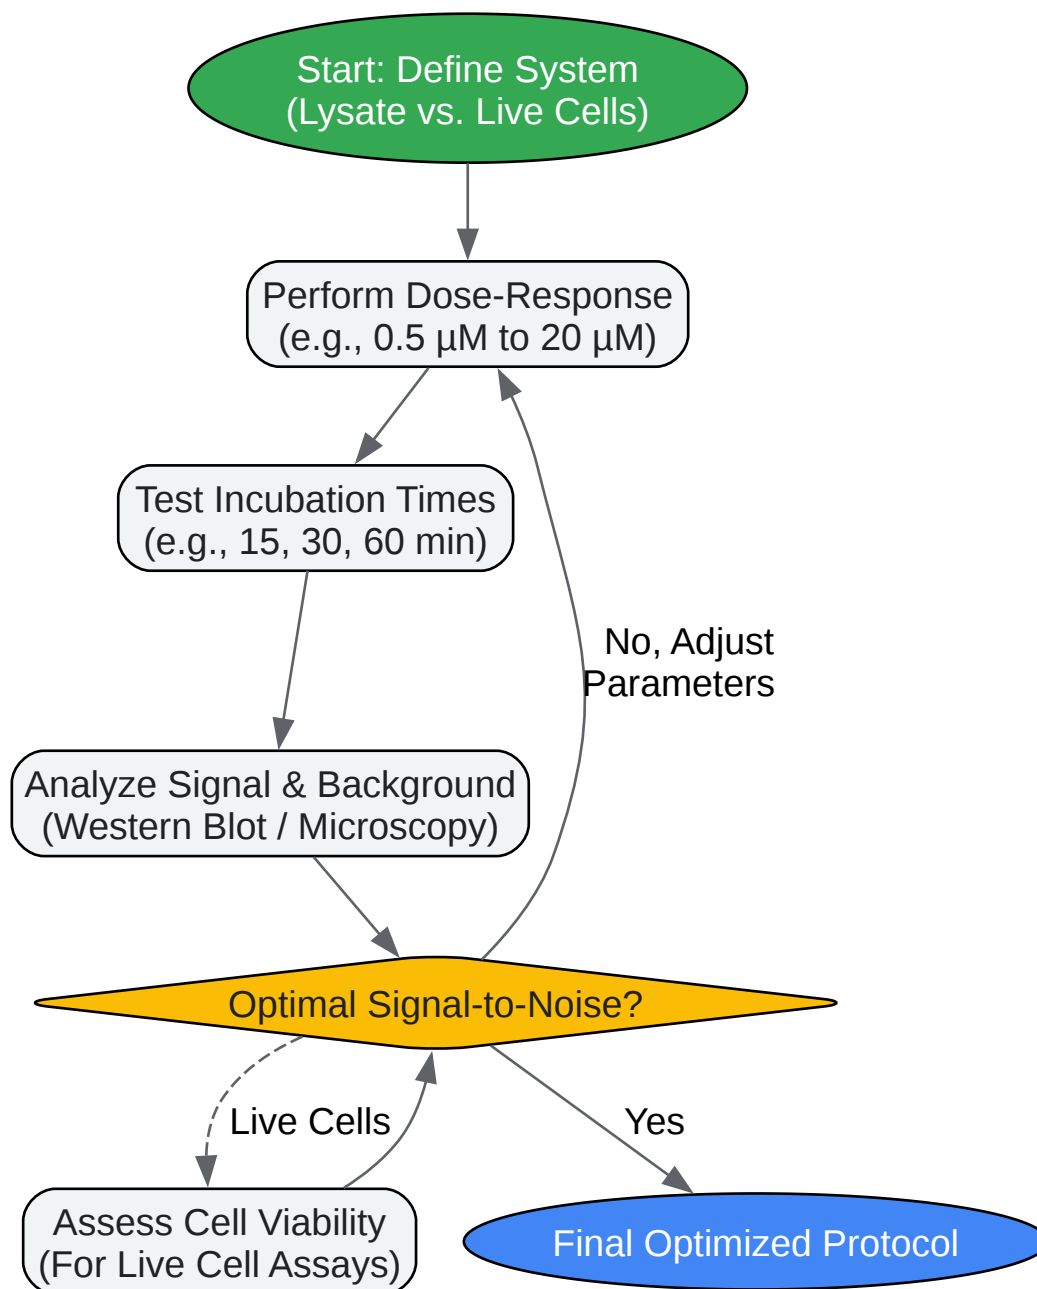 Start: Define System
(Lysate vs. Live Cells)
Perform Dose-Response
(e.g., 0.5 µM to 20 µM)
Test Incubation Times
(e.g., 15, 30, 60 min)
No, Adjust
Parameters
Analyze Signal & Background
(Western Blot / Microscopy)
Optimal Signal-to-Noise?
Live Cells
Yes
Assess Cell Viability
(For Live Cell Assays)
Final Optimized Protocol